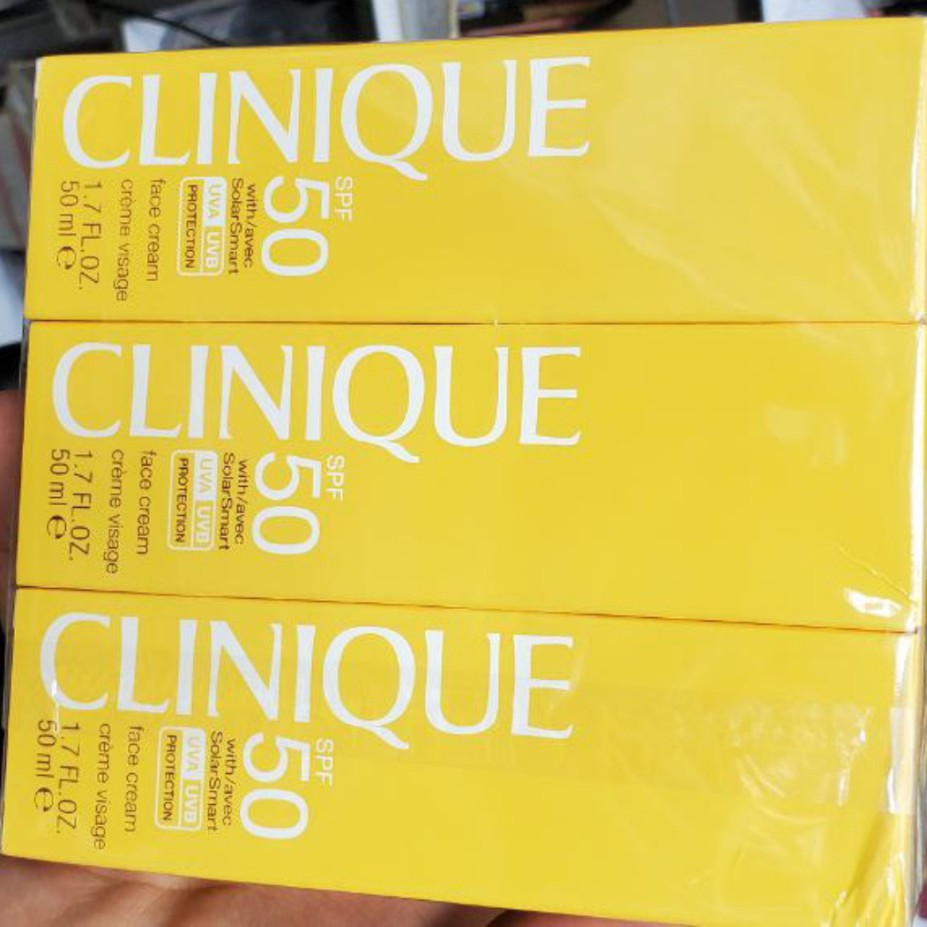 CLINIQUE
SPF
50
with/avec
SolarSmart
UVA UVB
PROTECTION
face cream
crème visage
1.7 FL.OZ.
50 ml ℮
CLINIQUE
SPF
50
with/avec
SolarSmart
UVA UVB
PROTECTION
face cream
crème visage
1.7 FL.OZ.
50 ml ℮
CLINIQUE
SPF
50
with/avec
SolarSmart
UVA UVB
PROTECTION
face cream
crème visage
1.7 FL.OZ.
50 ml ℮